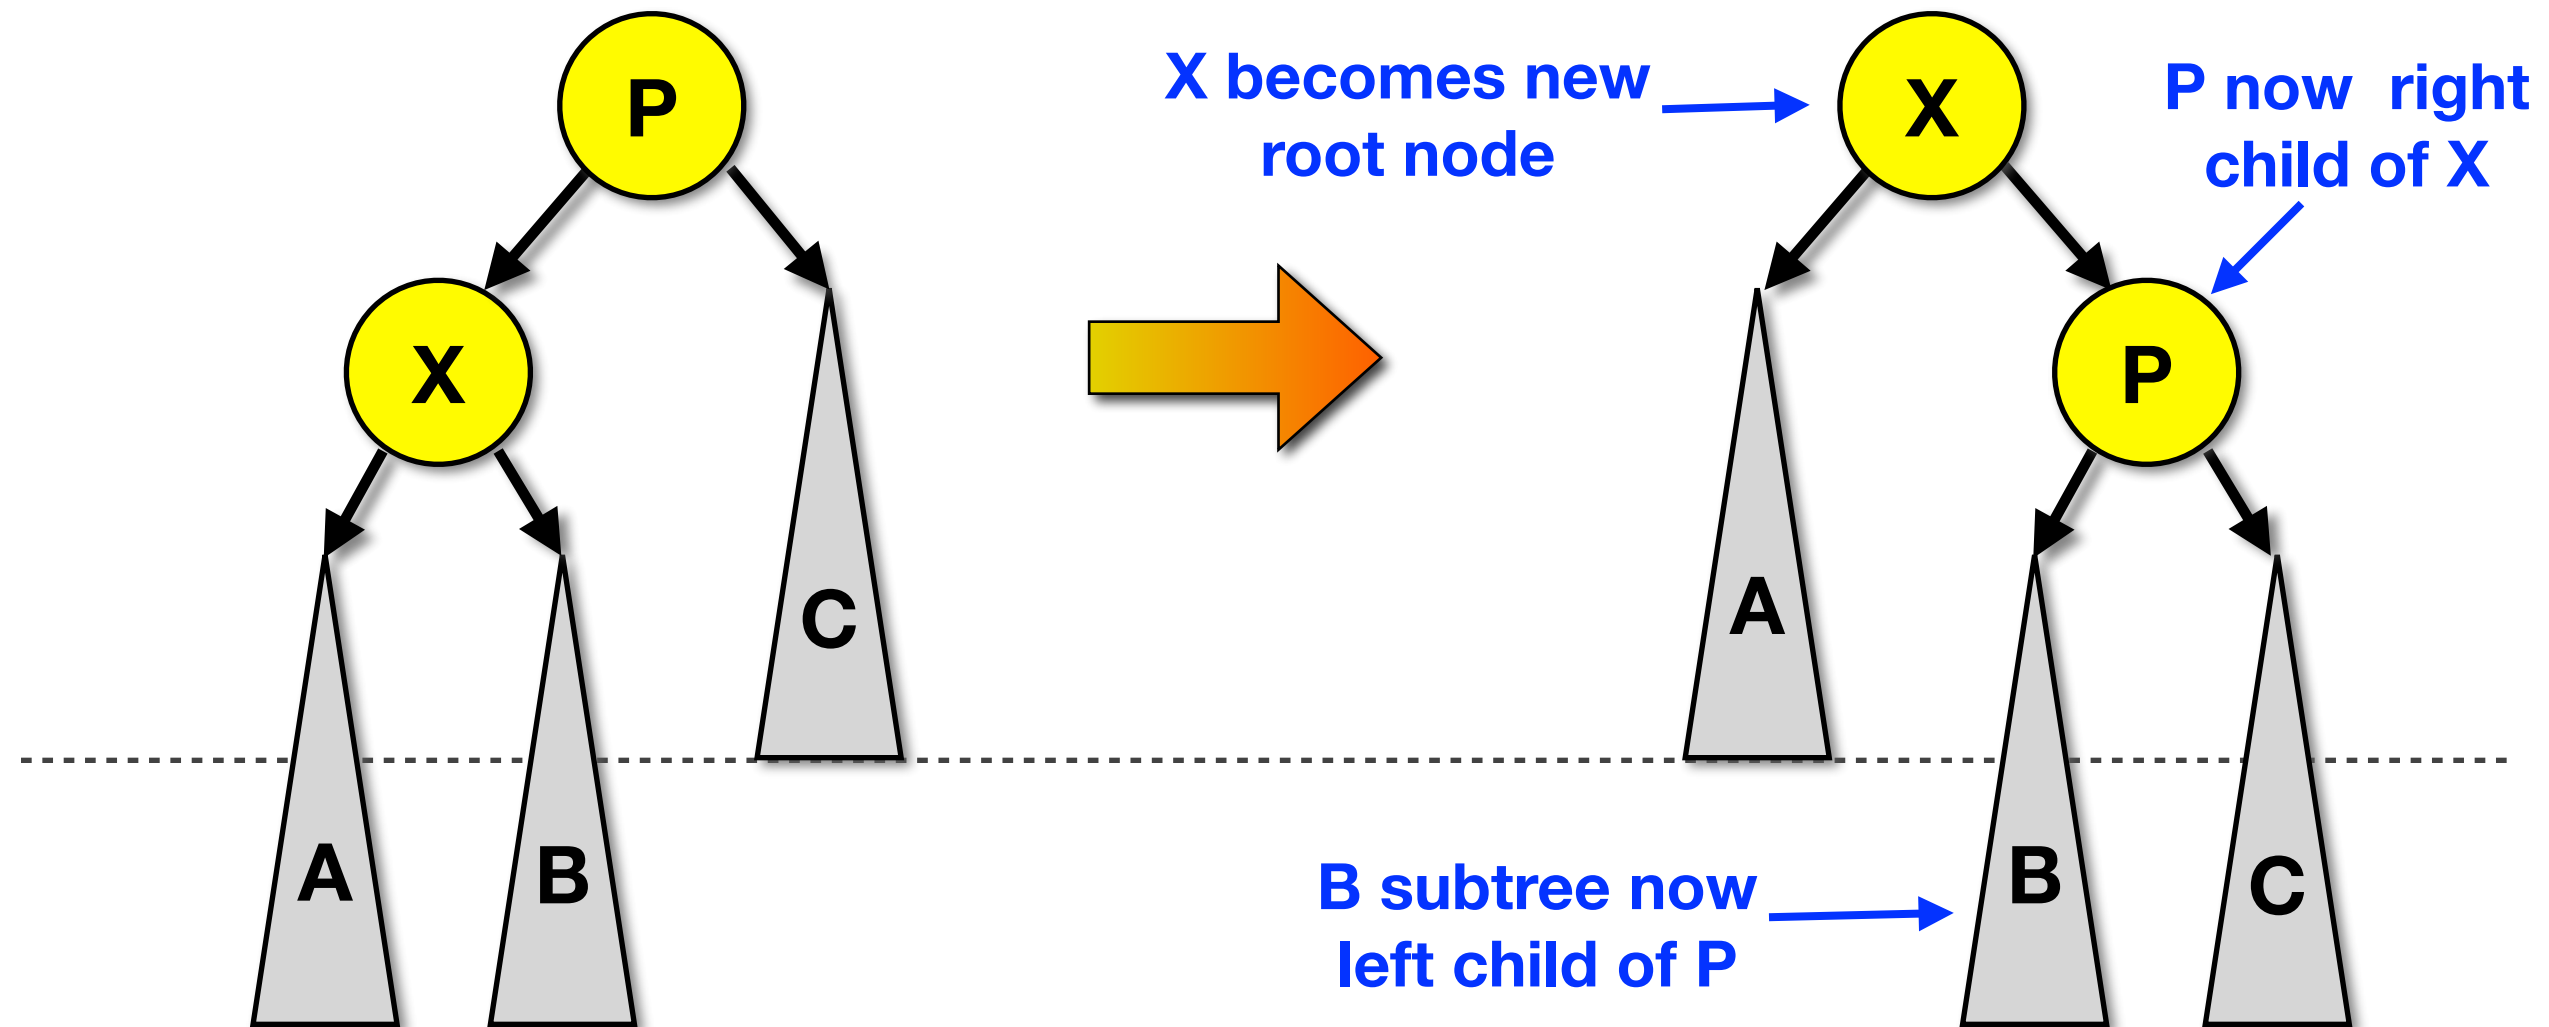 P
X
A
B
C
X becomes new
root node
X
P now  right
child of X
P
A
B
C
B subtree now
left child of P